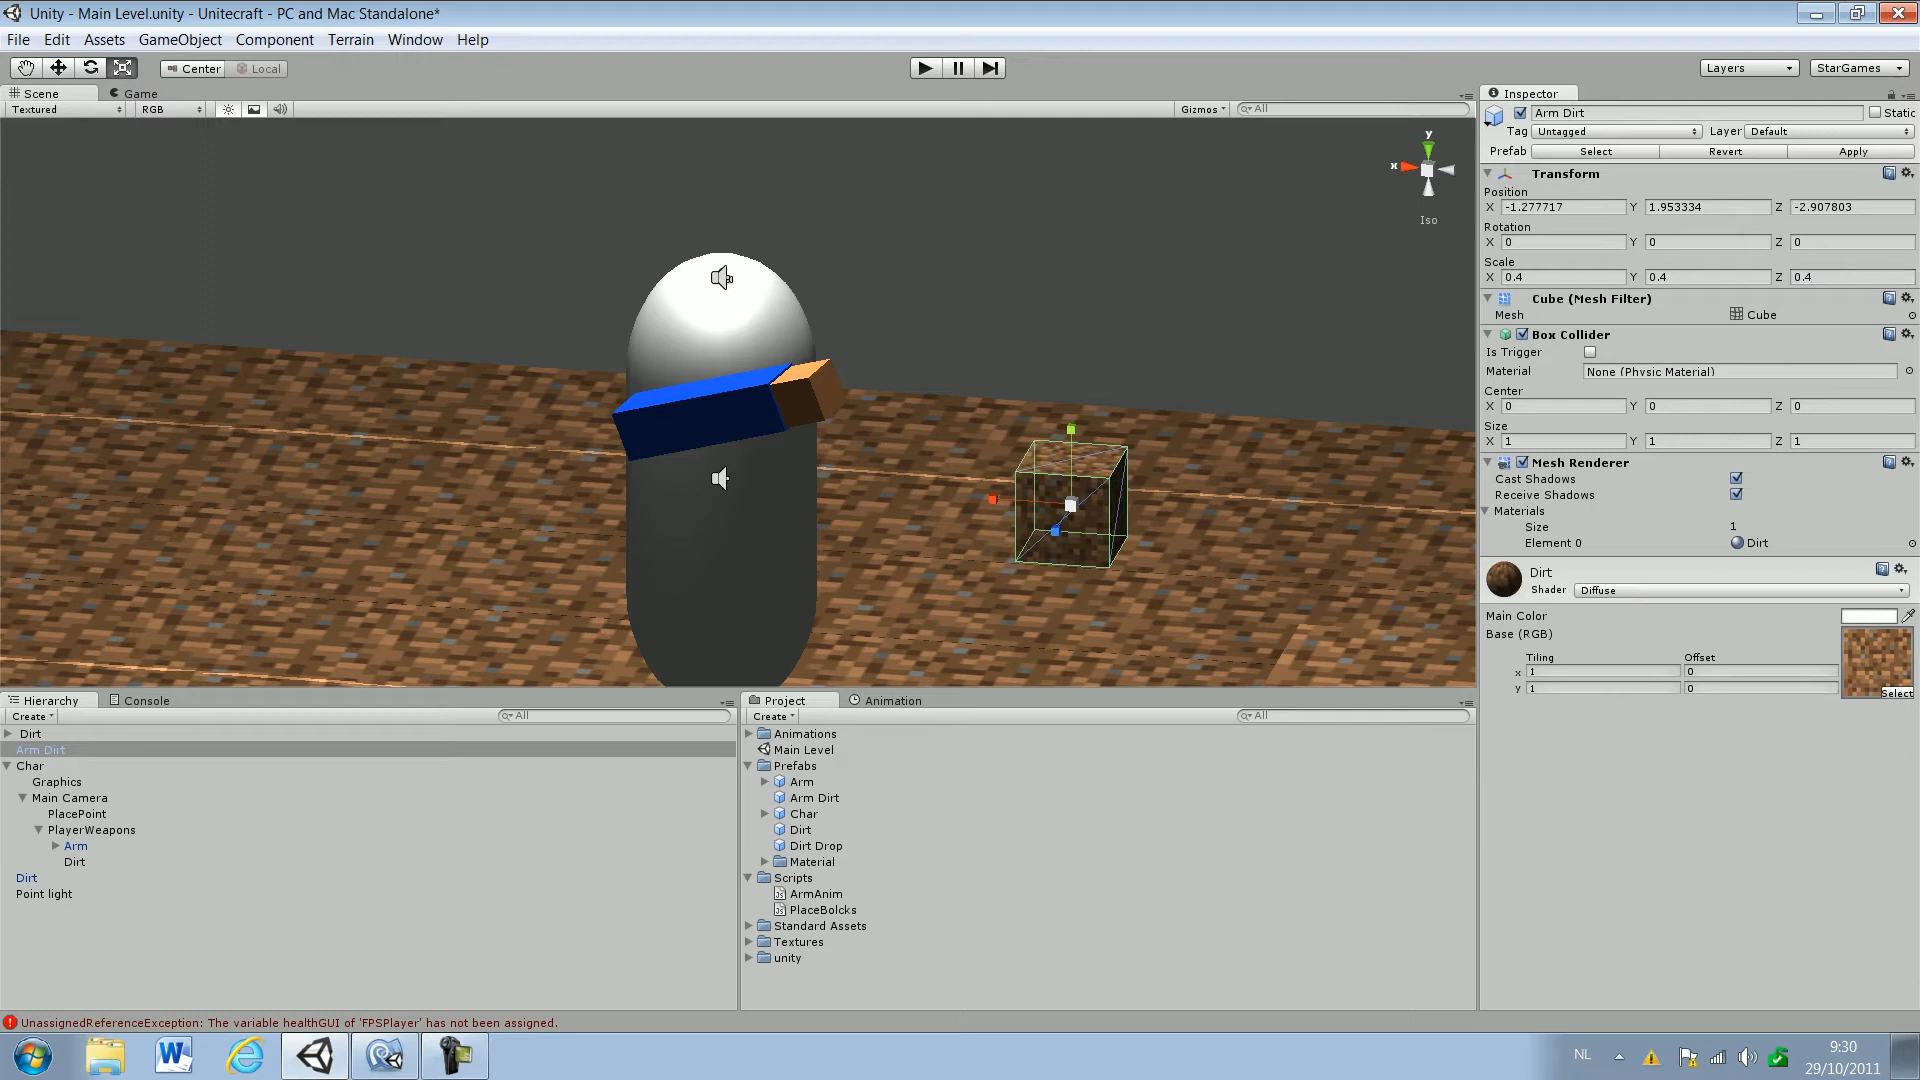 Unity - Main Level.unity - Unitecraft - PC and Mac Standalone*
File Edit Assets GameObject Component Terrain Window Help
Center Local
Layers StarGames
Scene Game
Textured RGB Gizmos All
y
x
Iso
Inspector
Arm Dirt Static
Tag Untagged Layer Default
Prefab Select Revert Apply
Transform
Position
X -1.277717 Y 1.953334 Z -2.907803
Rotation
X 0 Y 0 Z 0
Scale
X 0.4 Y 0.4 Z 0.4
Cube (Mesh Filter)
Mesh Cube
Box Collider
Is Trigger
Material None (Physic Material)
Center
X 0 Y 0 Z 0
Size
X 1 Y 1 Z 1
Mesh Renderer
Cast Shadows
Receive Shadows
Materials
Size 1
Element 0 Dirt
Dirt
Shader Diffuse
Main Color
Base (RGB)
Tiling Offset
x 1 0
y 1 0
Select
Hierarchy Console
Create All
Dirt
Arm Dirt
Char
Graphics
Main Camera
PlacePoint
PlayerWeapons
Arm
Dirt
Dirt
Point light
Project Animation
Create All
Animations
Main Level
Prefabs
Arm
Arm Dirt
Char
Dirt
Dirt Drop
Material
Scripts
ArmAnim
PlaceBolcks
Standard Assets
Textures
unity
UnassignedReferenceException: The variable healthGUI of 'FPSPlayer' has not been assigned.
NL
9:30
29/10/2011